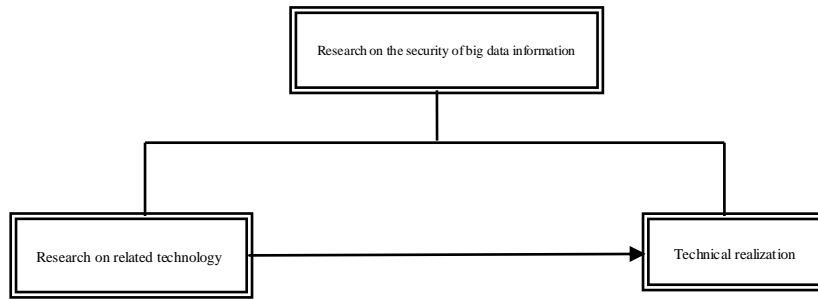 Research on the security of big data information
Research on related technology
Technical realization